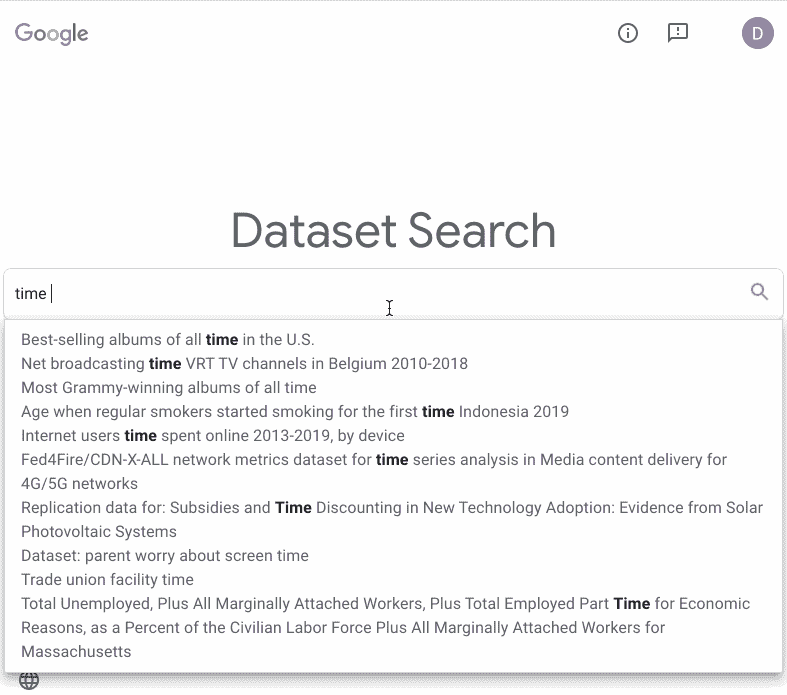 Google
D
Dataset Search
time
Best-selling albums of all time in the U.S.
Net broadcasting time VRT TV channels in Belgium 2010-2018
Most Grammy-winning albums of all time
Age when regular smokers started smoking for the first time Indonesia 2019
Internet users time spent online 2013-2019, by device
Fed4Fire/CDN-X-ALL network metrics dataset for time series analysis in Media content delivery for
4G/5G networks
Replication data for: Subsidies and Time Discounting in New Technology Adoption: Evidence from Solar
Photovoltaic Systems
Dataset: parent worry about screen time
Trade union facility time
Total Unemployed, Plus All Marginally Attached Workers, Plus Total Employed Part Time for Economic
Reasons, as a Percent of the Civilian Labor Force Plus All Marginally Attached Workers for
Massachusetts